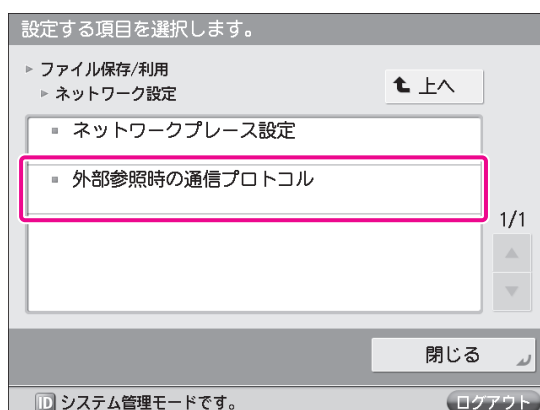 設定する項目を選択します。
ファイル保存/利用
ネットワーク設定
上へ
ネットワークプレース設定
外部参照時の通信プロトコル
1/1
閉じる
ID システム管理モードです。
ログアウト